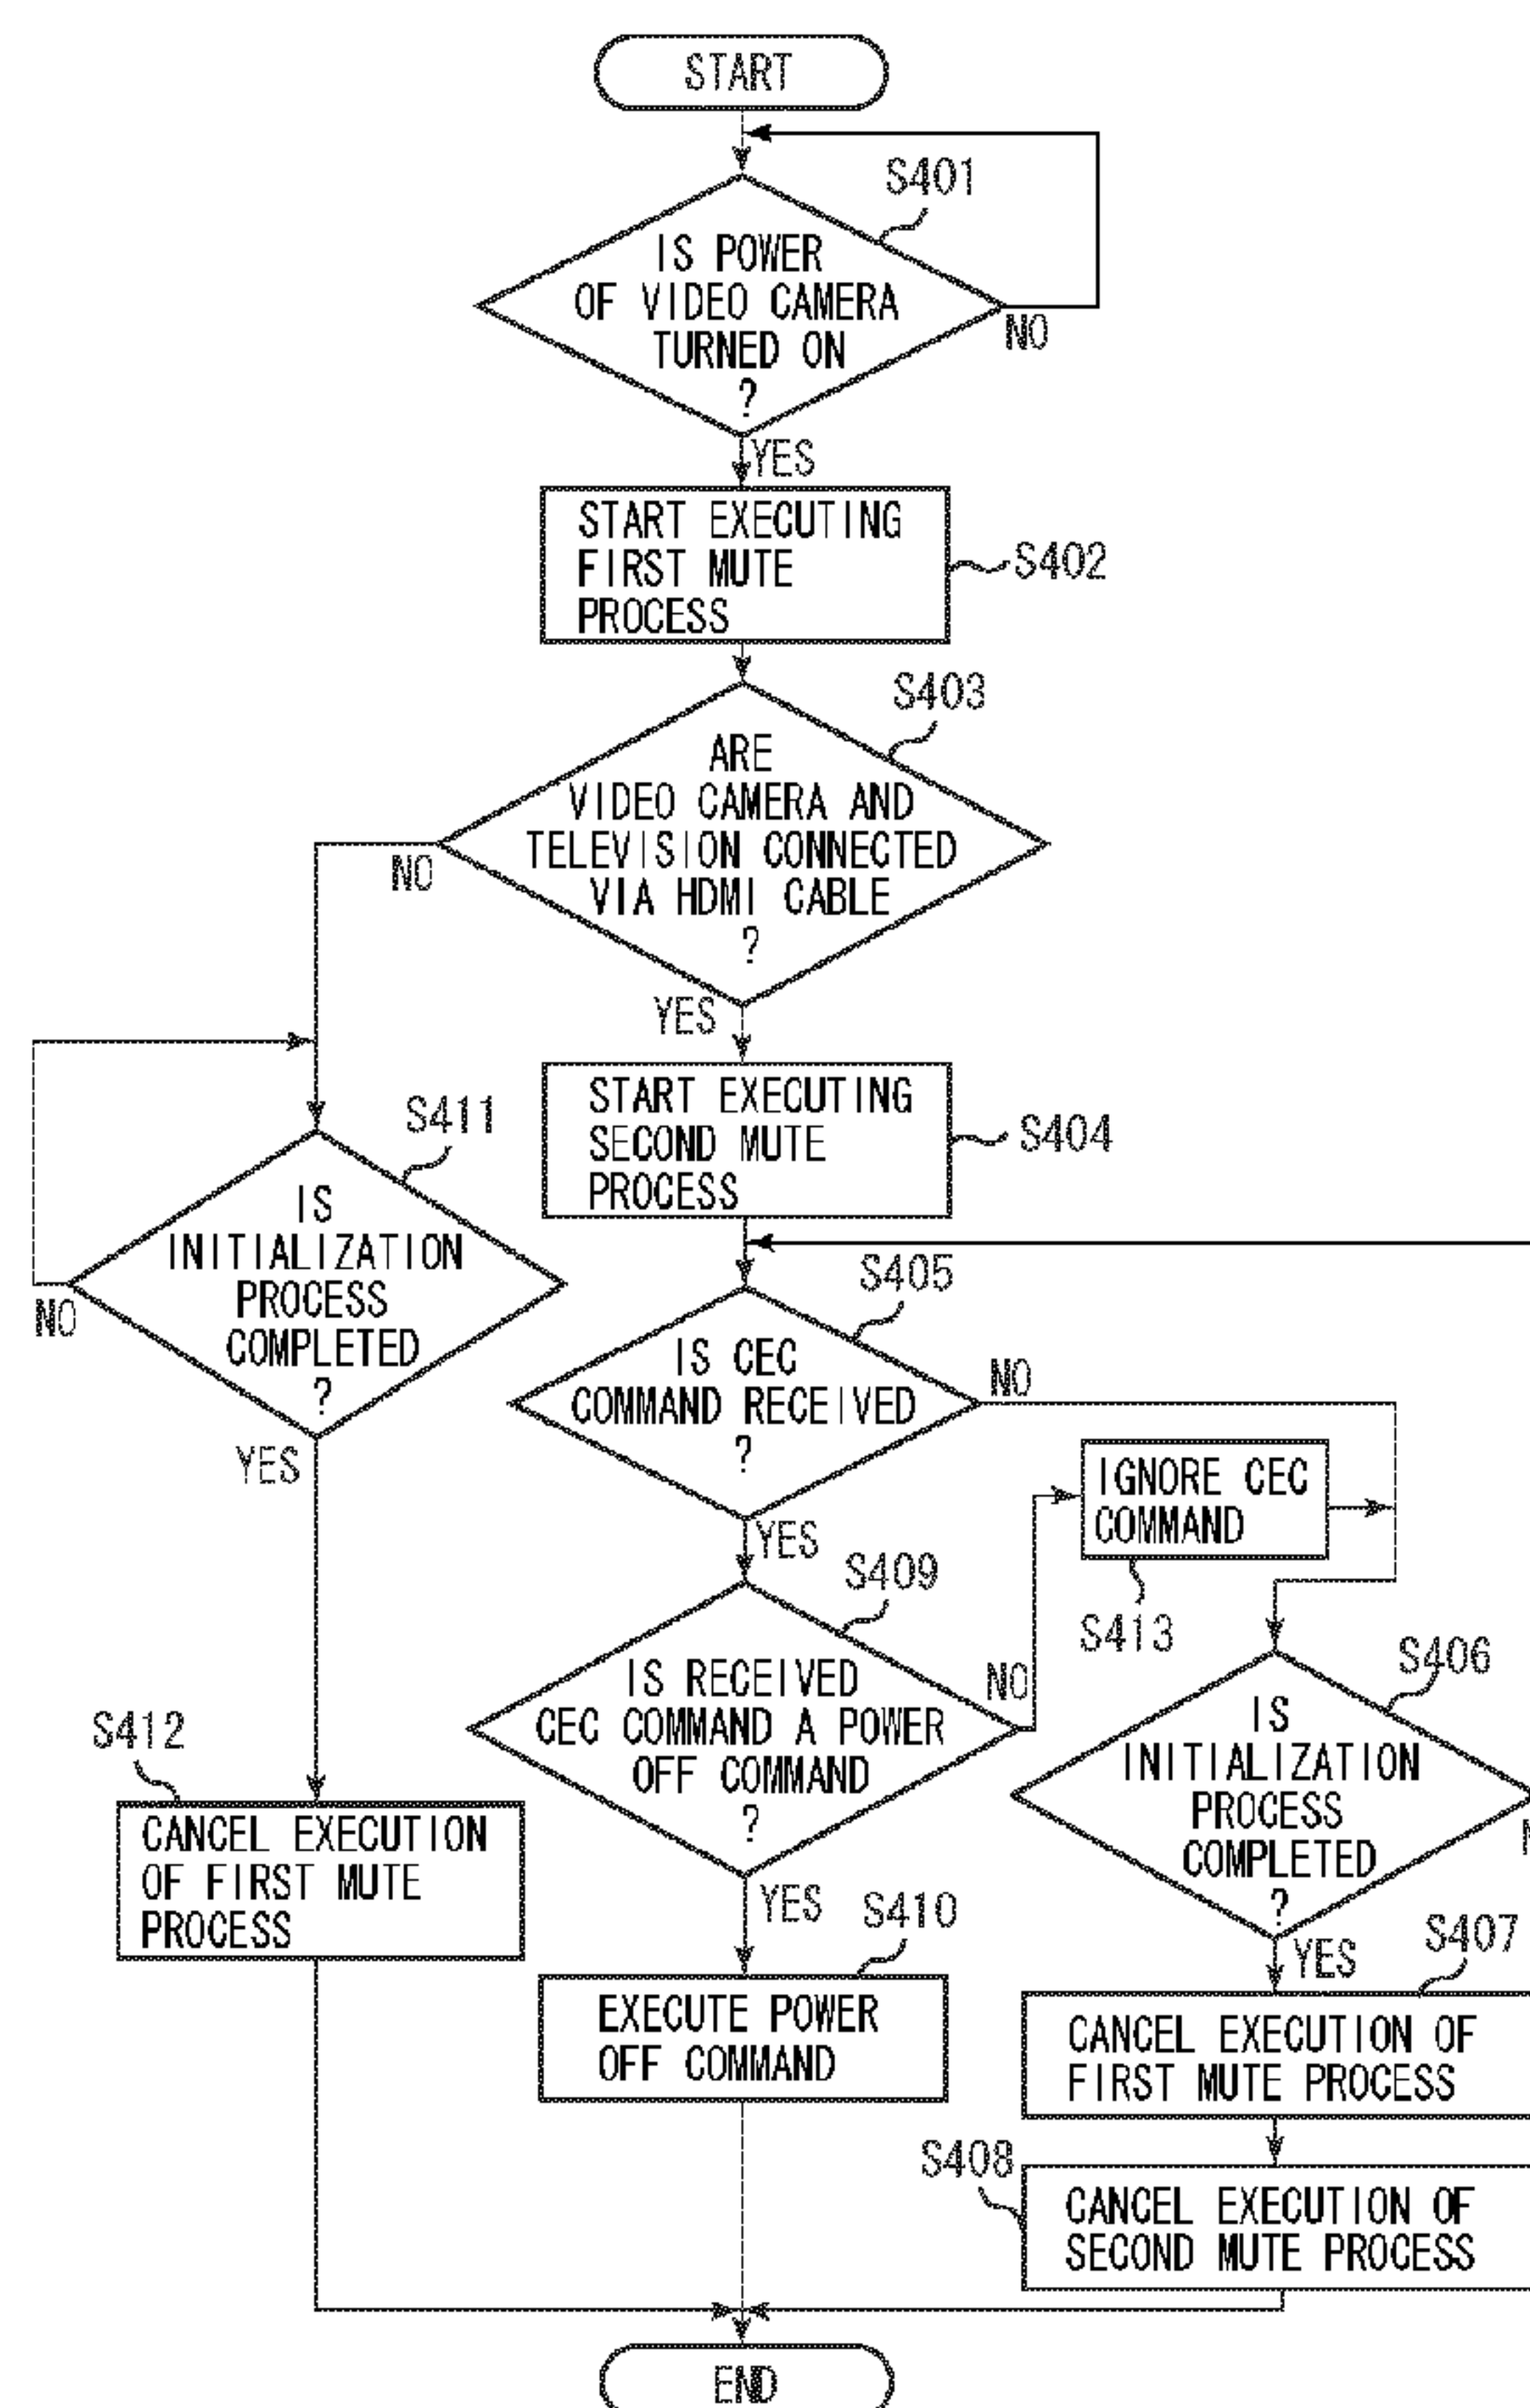 START
S401
IS POWER
OF VIDEO CAMERA
TURNED ON
?
NO
YES
START EXECUTING
FIRST MUTE
PROCESS
S402
S403
ARE
VIDEO CAMERA AND
TELEVISION CONNECTED
VIA HDMI CABLE
?
NO
YES
START EXECUTING
SECOND MUTE
PROCESS
S404
S411
IS
INITIALIZATION
PROCESS
COMPLETED
?
NO
YES
S405
IS CEC
COMMAND RECEIVED
?
NO
YES
IGNORE CEC
COMMAND
S413
S409
IS RECEIVED
CEC COMMAND A POWER
OFF COMMAND
?
NO
YES
S406
IS
INITIALIZATION
PROCESS
COMPLETED
?
YES
S412
CANCEL EXECUTION
OF FIRST MUTE
PROCESS
S410
EXECUTE POWER
OFF COMMAND
S407
CANCEL EXECUTION OF
FIRST MUTE PROCESS
S408
CANCEL EXECUTION OF
SECOND MUTE PROCESS
END